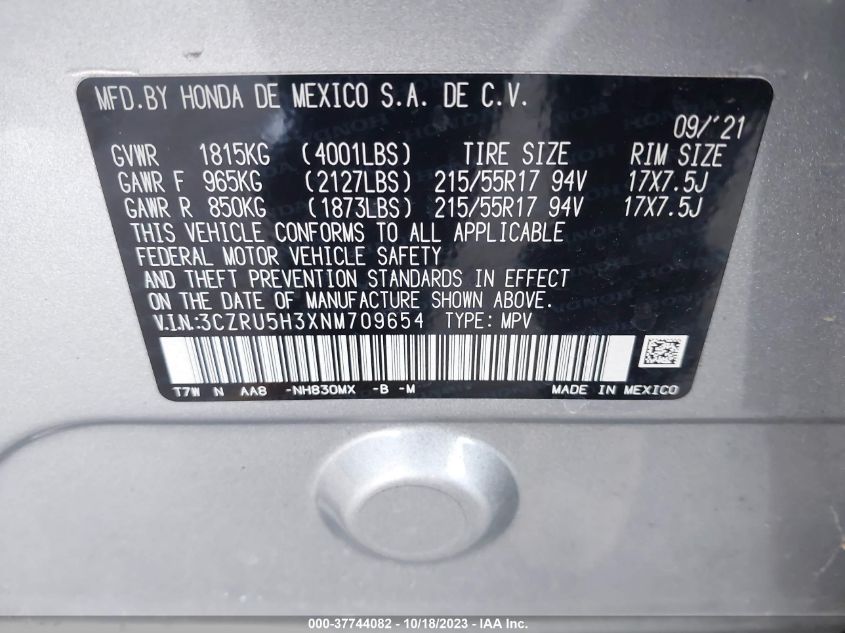 MFD.BY HONDA DE MEXICO S.A. DE C.V.
09/'21
GVWR 1815KG (4001LBS) TIRE SIZE RIM SIZE
GAWR F 965KG (2127LBS) 215/55R17 94V 17X7.5J
GAWR R 850KG (1873LBS) 215/55R17 94V 17X7.5J
THIS VEHICLE CONFORMS TO ALL APPLICABLE
FEDERAL MOTOR VEHICLE SAFETY
AND THEFT PREVENTION STANDARDS IN EFFECT
ON THE DATE OF MANUFACTURE SHOWN ABOVE.
V.I.N.:3CZRU5H3XNM709654 TYPE: MPV
T7W N AA8 -NH830MX -B -M MADE IN MEXICO
000-37744082 - 10/18/2023 - IAA Inc.